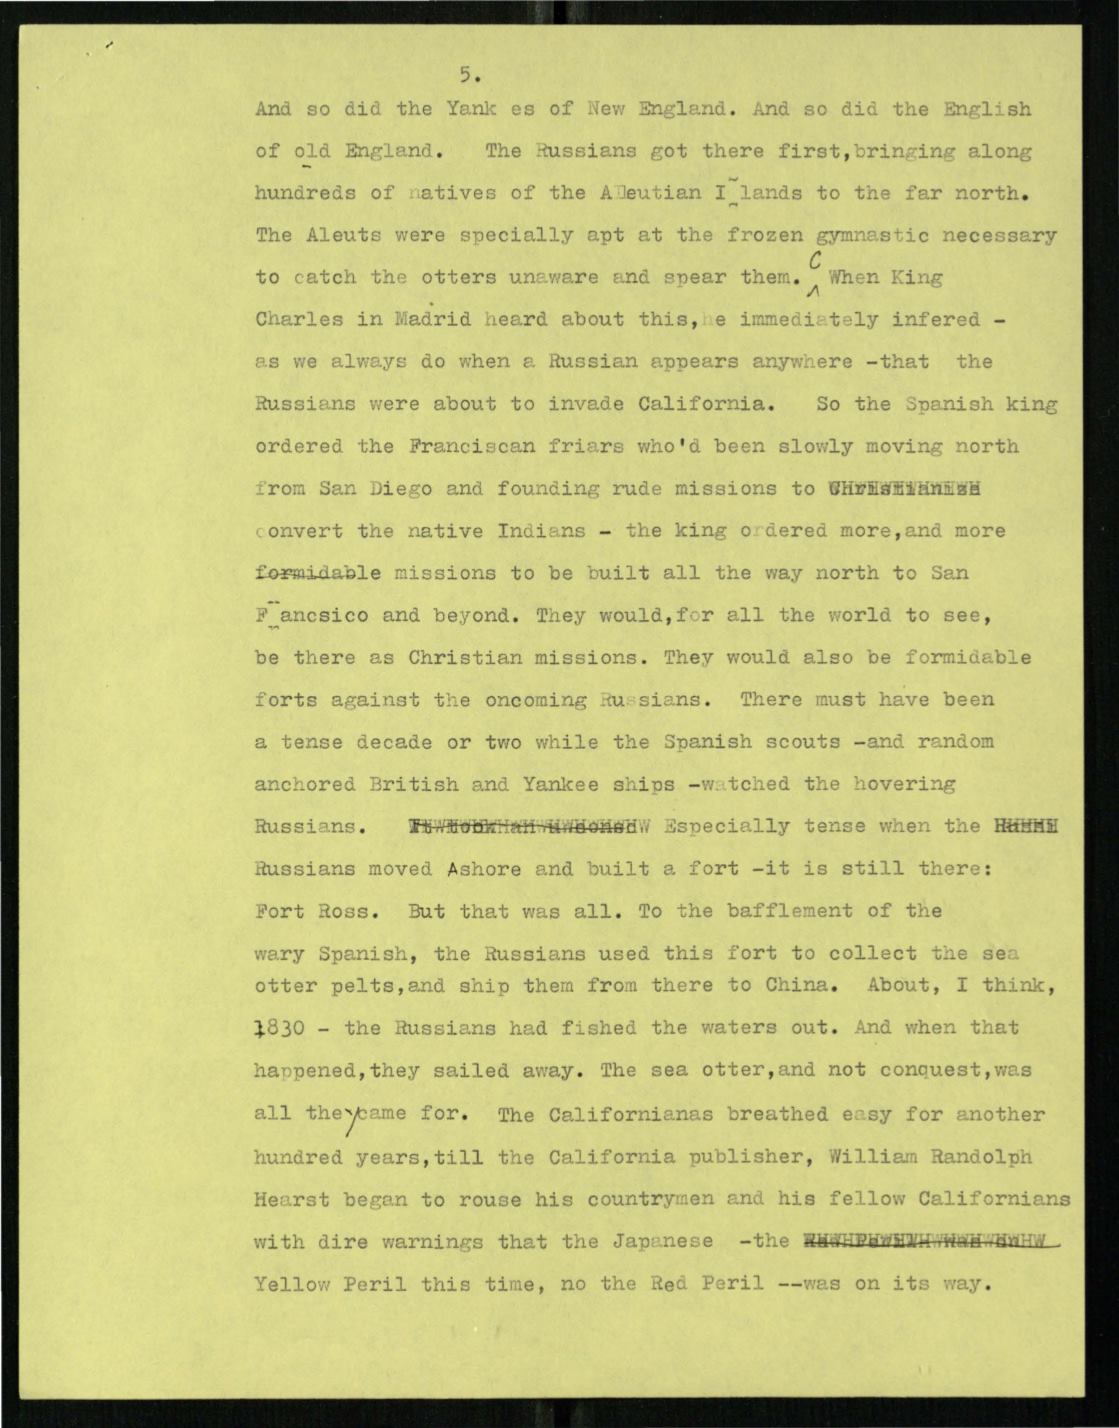 5.
And so did the Yank es of New England. And so did the English
of old England. The Russians got there first,bringing along
hundreds of natives of the Aleutian I lands to the far north.
The Aleuts were specially apt at the frozen gymnastic necessary
to catch the otters unaware and spear them. C When King
Charles in Madrid heard about this,he immediately infered -
as we always do when a Russian appears anywhere -that the
Russians were about to invade California. So the Spanish king
ordered the Franciscan friars who'd been slowly moving north
from San Diego and founding rude missions to Christianize
convert the native Indians - the king ordered more,and more
formidable missions to be built all the way north to San
F ancsico and beyond. They would,for all the world to see,
be there as Christian missions. They would also be formidable
forts against the oncoming Russians. There must have been
a tense decade or two while the Spanish scouts -and random
anchored British and Yankee ships -watched the hovering
Russians. Especially tense when the
Russians moved Ashore and built a fort -it is still there:
Fort Ross. But that was all. To the bafflement of the
wary Spanish, the Russians used this fort to collect the sea
otter pelts,and ship them from there to China. About, I think,
1830 - the Russians had fished the waters out. And when that
happened,they sailed away. The sea otter,and not conquest,was
all they came for. The Californianas breathed easy for another
hundred years,till the California publisher, William Randolph
Hearst began to rouse his countrymen and his fellow Californians
with dire warnings that the Japanese -the
Yellow Peril this time, no the Red Peril --was on its way.